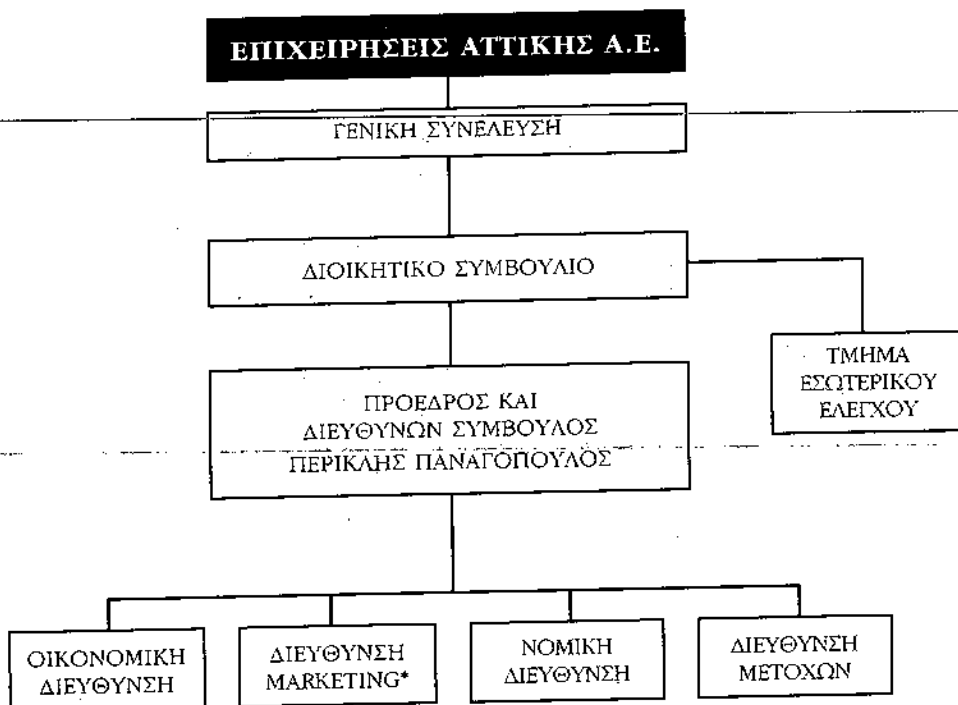 ΕΠΙΧΕΙΡΗΣΕΙΣ ΑΤΤΙΚΗΣ Α.Ε.
ΓΕΝΙΚΗ ΣΥΝΕΛΕΥΣΗ
ΔΙΟΙΚΗΤΙΚΟ ΣΥΜΒΟΥΛΙΟ
ΤΜΗΜΑ
ΕΣΩΤΕΡΙΚΟΥ
ΕΛΕΓΧΟΥ
ΠΡΟΕΔΡΟΣ ΚΑΙ
ΔΙΕΥΘΥΝΩΝ ΣΥΜΒΟΥΛΟΣ
ΠΕΡΙΚΛΗΣ ΠΑΝΑΓΟΠΟΥΛΟΣ
ΟΙΚΟΝΟΜΙΚΗ
ΔΙΕΥΘΥΝΣΗ
ΔΙΕΥΘΥΝΣΗ
MARKETING*
ΝΟΜΙΚΗ
ΔΙΕΥΘΥΝΣΗ
ΔΙΕΥΘΥΝΣΗ
ΜΕΤΟΧΩΝ